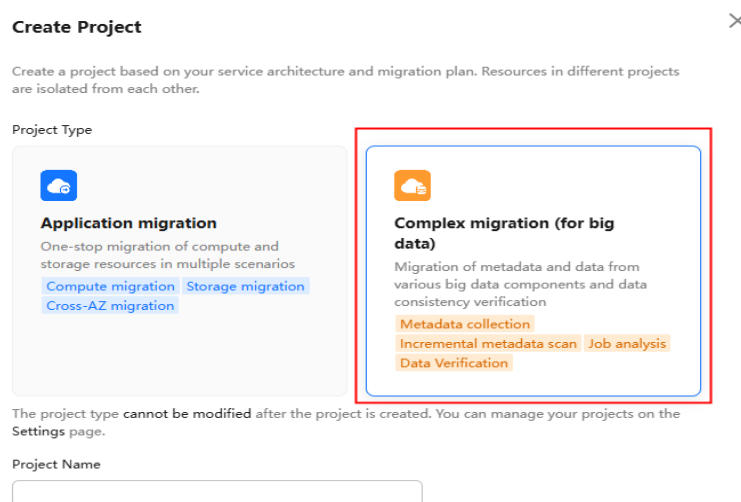 Create Project
Create a project based on your service architecture and migration plan. Resources in different projects
are isolated from each other.
Project Type
Application migration
One-stop migration of compute and
storage resources in multiple scenarios
Compute migration Storage migration
Cross-AZ migration
Complex migration (for big
data)
Migration of metadata and data from
various big data components and data
consistency verification
Metadata collection
Incremental metadata scan Job analysis
Data Verification
The project type cannot be modified after the project is created. You can manage your projects on the
Settings page.
Project Name